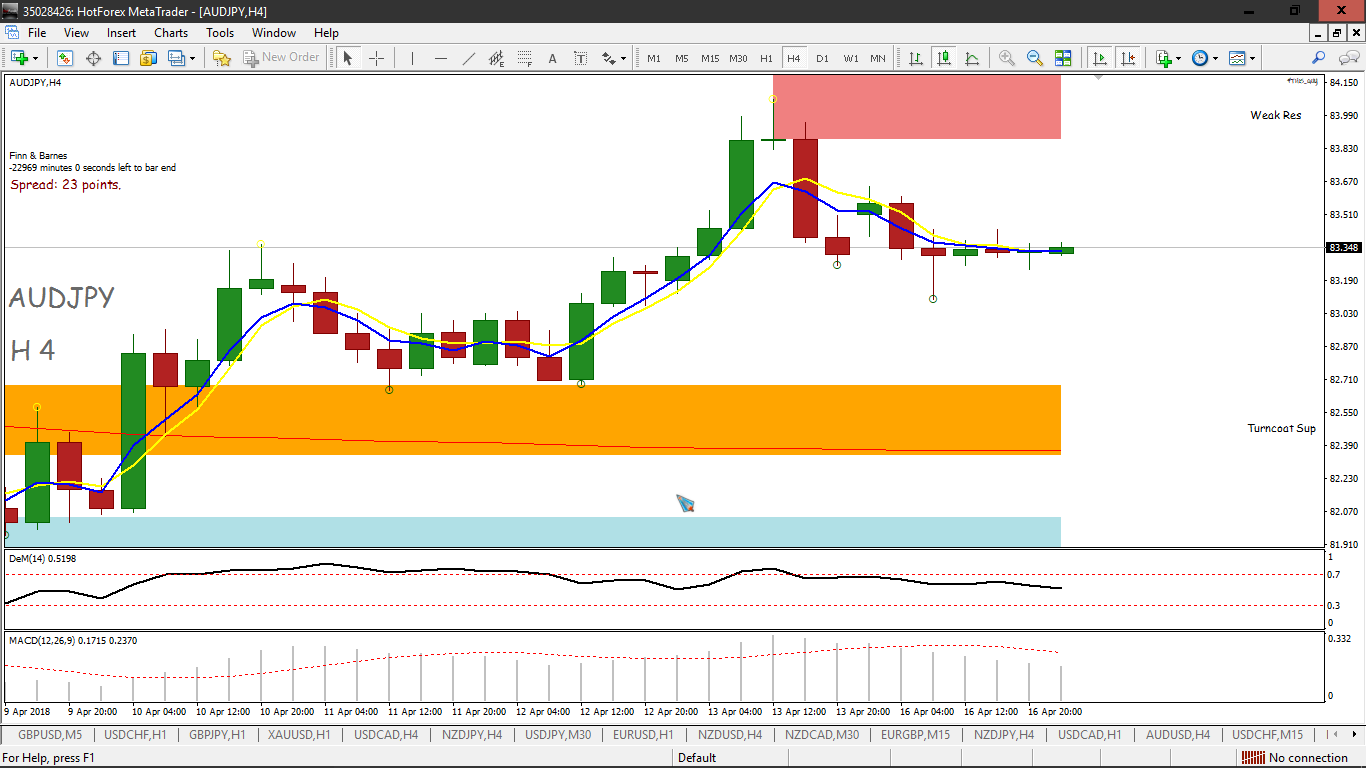 35028426: HotForex MetaTrader - [AUDJPY,H4]
File View Insert Charts Tools Window Help
New Order A T M1 M5 M15 M30 H1 H4 D1 W1 MN
AUDJPY,H4
84.150
Weak Res
83.990
Finn & Barnes
83.830
-22969 minutes 0 seconds left to bar end
Spread: 23 points.
83.670
83.510
83.348
AUDJPY
83.190
83.030
H 4
82.870
82.710
82.550
Turncoat Sup
82.390
82.230
82.070
81.910
DeM(14) 0.5198
1
0.7
0.3
0
MACD(12,26,9) 0.1715 0.2370
0.332
0
9 Apr 2018 9 Apr 20:00 10 Apr 04:00 10 Apr 12:00 10 Apr 20:00 11 Apr 04:00 11 Apr 12:00 11 Apr 20:00 12 Apr 04:00 12 Apr 12:00 12 Apr 20:00 13 Apr 04:00 13 Apr 12:00 13 Apr 20:00 16 Apr 04:00 16 Apr 12:00 16 Apr 20:00
GBPUSD,M5 USDCHF,H1 GBPJPY,H1 XAUUSD,H1 USDCAD,H4 NZDJPY,H4 USDJPY,M30 EURUSD,H1 NZDUSD,H4 NZDCAD,M30 EURGBP,M15 NZDJPY,H4 USDCAD,H1 AUDUSD,H4 USDCHF,M15
For Help, press F1 Default No connection